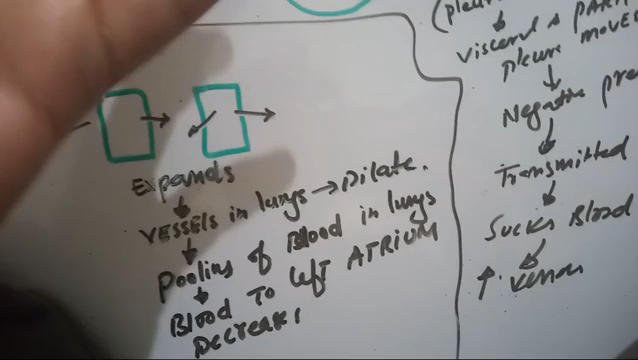 Expands
↓
VESSELS in lungs → Dilate.
↓
Pooling of Blood in lungs
↓
Blood To Left ATRIUM
Decreases
(pleu
↓
visceral &
pleura moves
↓
Negative pre
↓
Transmitted
↓
Sucks Blood
↓
↑ venous